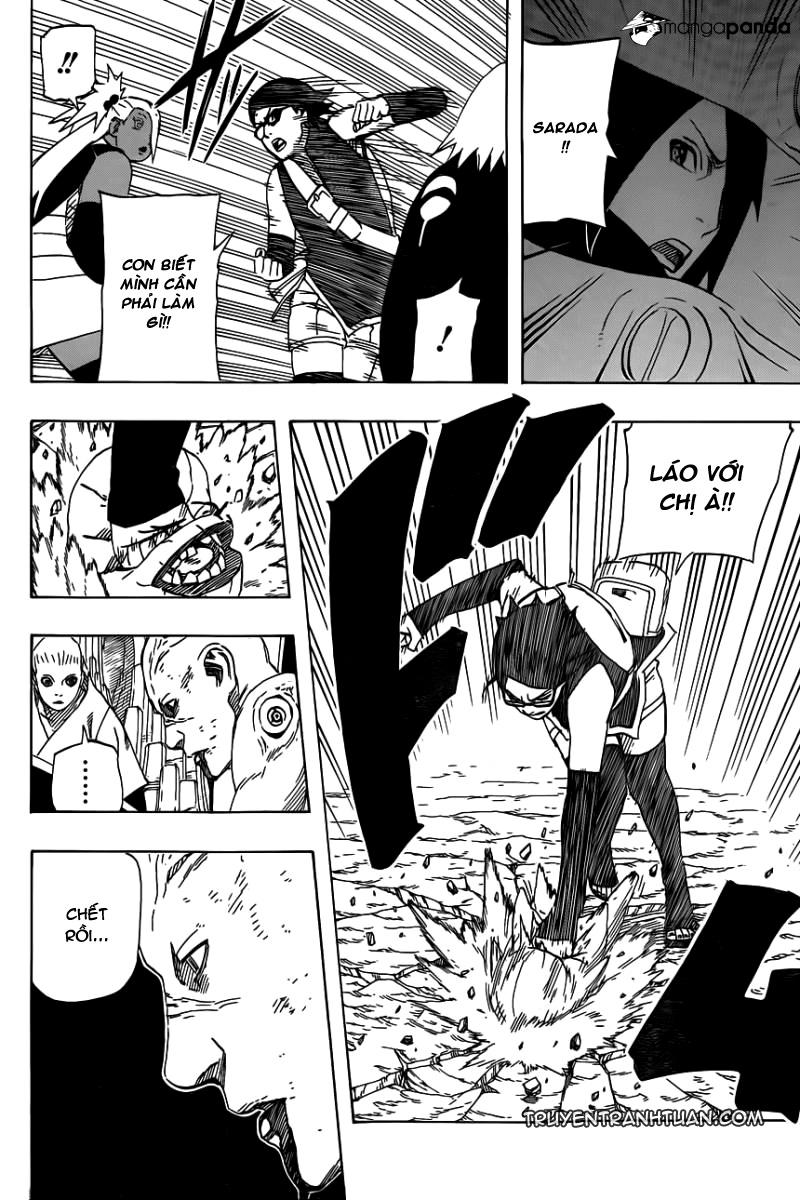 mangapanda
SARADA
!!
!!
CON BIẾT
MÌNH CẦN
PHẢI LÀM
GÌ!!
!
LÁO VỚI
CHỊ À!!
......
CHẾT
RỒI...
TRUYENTRANHTUAN.COM